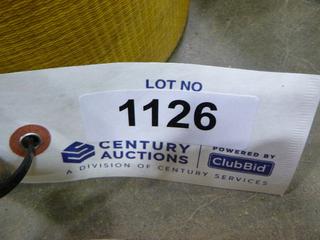 LOT NO
1126
CENTURY AUCTIONS
POWERED BY
ClubBid
A DIVISION OF CENTURY SERVICES